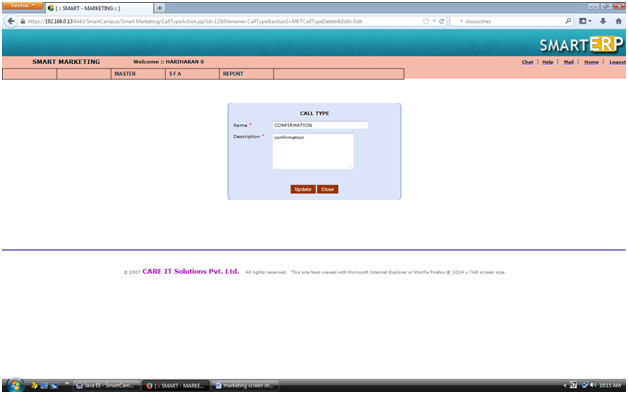 Firefox
[ :: SMART - MARKETING :: ]
https://192.168.0.13:8443/SmartCampus/Smart Marketing/CallTypeAction.jsp?id=12&filename=CallType&actionS=MKTCallTypeDelete&Edit=Edit
SMARTERP
SMART MARKETING Welcome :: HARIHARAN S Chat | Help | Mail | Home | Logout
MASTER S F A REPORT
CALL TYPE
Name * CONFIRMATION
Description * confirmation
Update Close
© 2007 CARE IT Solutions Pvt. Ltd. All rights reserved. This site best viewed with Microsoft Internet Explorer or Mozilla Firefox @ 1024 x 768 screen size.
Java EE - SmartCam... [ :: SMART - MARKE... marketing screen sh... 10:15 AM